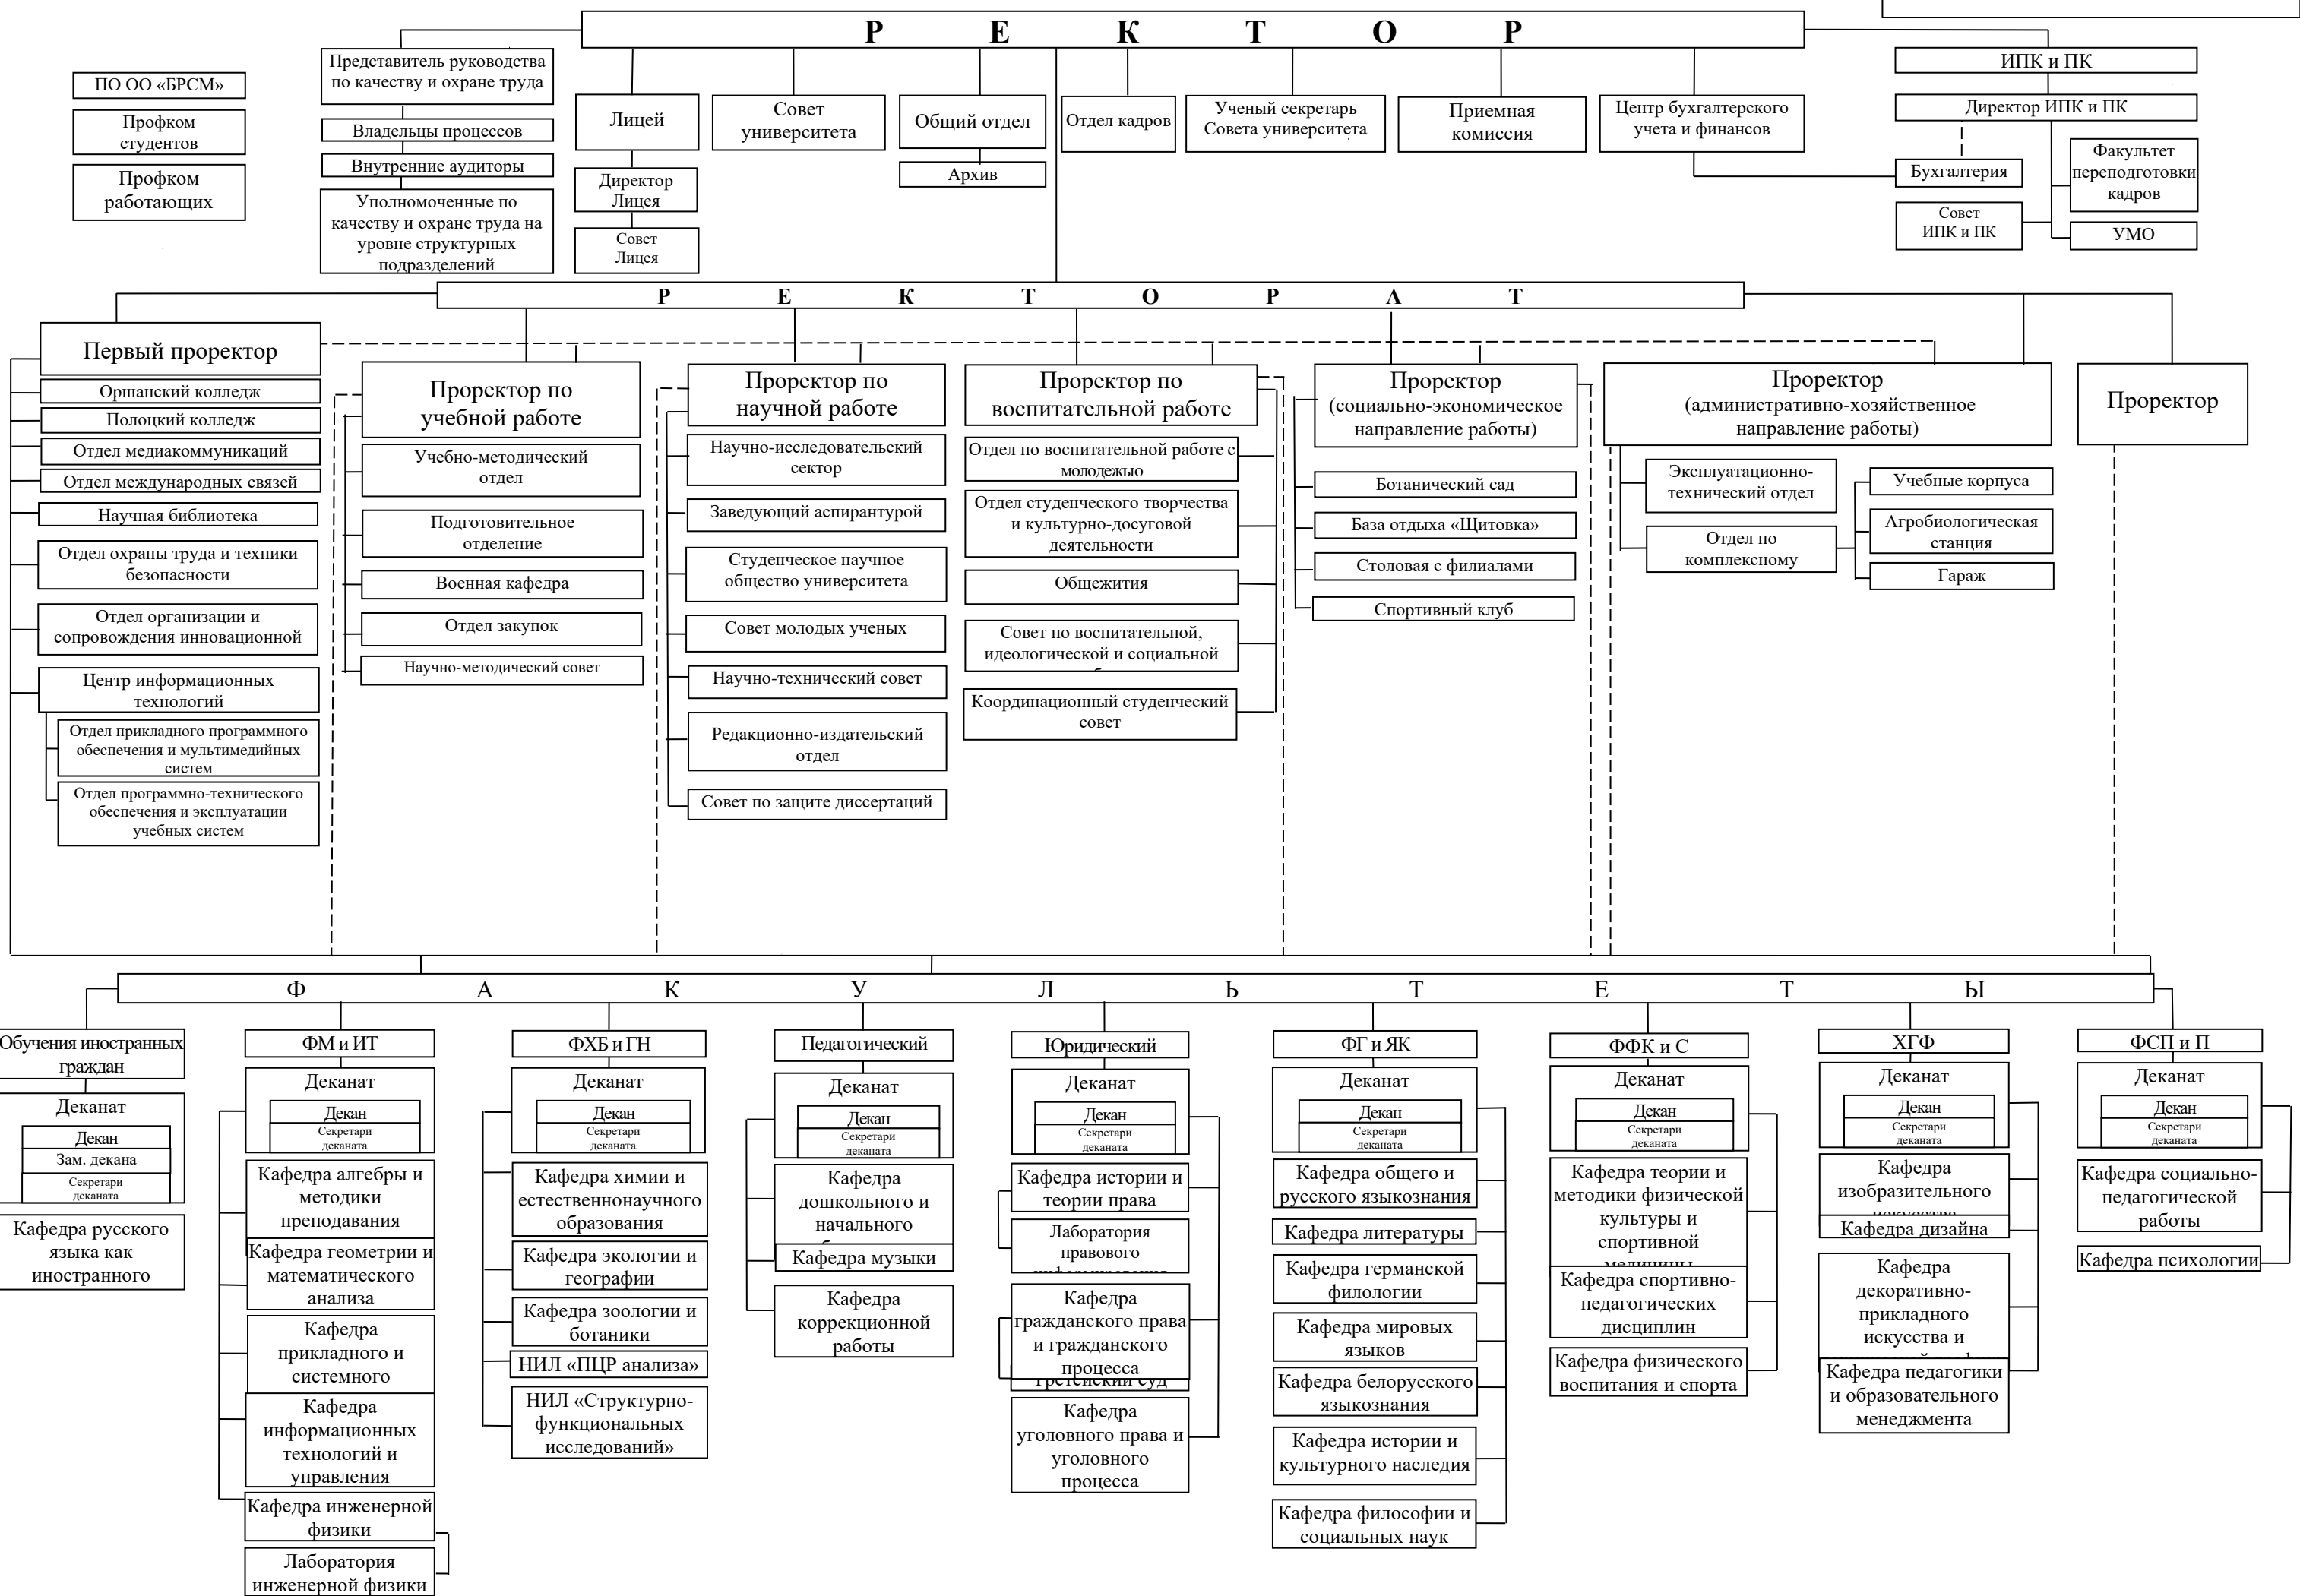 Р Е К Т О Р
ПО ОО «БРСМ»
Профком
студентов
Профком
работающих
Представитель руководства
по качеству и охране труда
Владельцы процессов
Внутренние аудиторы
Уполномоченные по
качеству и охране труда на
уровне структурных
подразделений
Лицей
Директор
Лицея
Совет
Лицея
Совет
университета
Общий отдел
Архив
Отдел кадров
Ученый секретарь
Совета университета
Приемная
комиссия
Центр бухгалтерского
учета и финансов
ИПК и ПК
Директор ИПК и ПК
Бухгалтерия
Совет
ИПК и ПК
Факультет
переподготовки
кадров
УМО
Р Е К Т О Р А Т
Первый проректор
Оршанский колледж
Полоцкий колледж
Отдел медиакоммуникаций
Отдел международных связей
Научная библиотека
Отдел охраны труда и техники
безопасности
Отдел организации и
сопровождения инновационной
Центр информационных
технологий
Отдел прикладного программного
обеспечения и мультимедийных
систем
Отдел программно-технического
обеспечения и эксплуатации
учебных систем
Проректор по
учебной работе
Учебно-методический
отдел
Подготовительное
отделение
Военная кафедра
Отдел закупок
Научно-методический совет
Проректор по
научной работе
Научно-исследовательский
сектор
Заведующий аспирантурой
Студенческое научное
общество университета
Совет молодых ученых
Научно-технический совет
Редакционно-издательский
отдел
Совет по защите диссертаций
Проректор по
воспитательной работе
Отдел по воспитательной работе с
молодежью
Отдел студенческого творчества
и культурно-досуговой
деятельности
Общежития
Совет по воспитательной,
идеологической и социальной
Координационный студенческий
совет
Проректор
(социально-экономическое
направление работы)
Ботанический сад
База отдыха «Щитовка»
Столовая с филиалами
Спортивный клуб
Проректор
(административно-хозяйственное
направление работы)
Эксплуатационно-
технический отдел
Отдел по
комплексному
Учебные корпуса
Агробиологическая
станция
Гараж
Проректор
Ф А К У Л Ь Т Е Т Ы
Обучения иностранных
граждан
Деканат
Декан
Зам. декана
Секретари
деканата
Кафедра русского
языка как
иностранного
ФМ и ИТ
Деканат
Декан
Секретари
деканата
Кафедра алгебры и
методики
преподавания
Кафедра геометрии и
математического
анализа
Кафедра
прикладного и
системного
Кафедра
информационных
технологий и
управления
Кафедра инженерной
физики
Лаборатория
инженерной физики
ФХБ и ГН
Деканат
Декан
Секретари
деканата
Кафедра химии и
естественнонаучного
образования
Кафедра экологии и
географии
Кафедра зоологии и
ботаники
НИЛ «ПЦР анализа»
НИЛ «Структурно-
функциональных
исследований»
Педагогический
Деканат
Декан
Секретари
деканата
Кафедра
дошкольного и
начального
Кафедра музыки
Кафедра
коррекционной
работы
Юридический
Деканат
Декан
Секретари
деканата
Кафедра истории и
теории права
Лаборатория
правового
информирования
Кафедра
гражданского права
и гражданского
процесса
Третейский суд
Кафедра
уголовного права и
уголовного
процесса
ФГ и ЯК
Деканат
Декан
Секретари
деканата
Кафедра общего и
русского языкознания
Кафедра литературы
Кафедра германской
филологии
Кафедра мировых
языков
Кафедра белорусского
языкознания
Кафедра истории и
культурного наследия
Кафедра философии и
социальных наук
ФФК и С
Деканат
Декан
Секретари
деканата
Кафедра теории и
методики физической
культуры и
спортивной
медицины
Кафедра спортивно-
педагогических
дисциплин
Кафедра физического
воспитания и спорта
ХГФ
Деканат
Декан
Секретари
деканата
Кафедра
изобразительного
искусства
Кафедра дизайна
Кафедра
декоративно-
прикладного
искусства и
Кафедра педагогики
и образовательного
менеджмента
ФСП и П
Деканат
Декан
Секретари
деканата
Кафедра социально-
педагогической
работы
Кафедра психологии